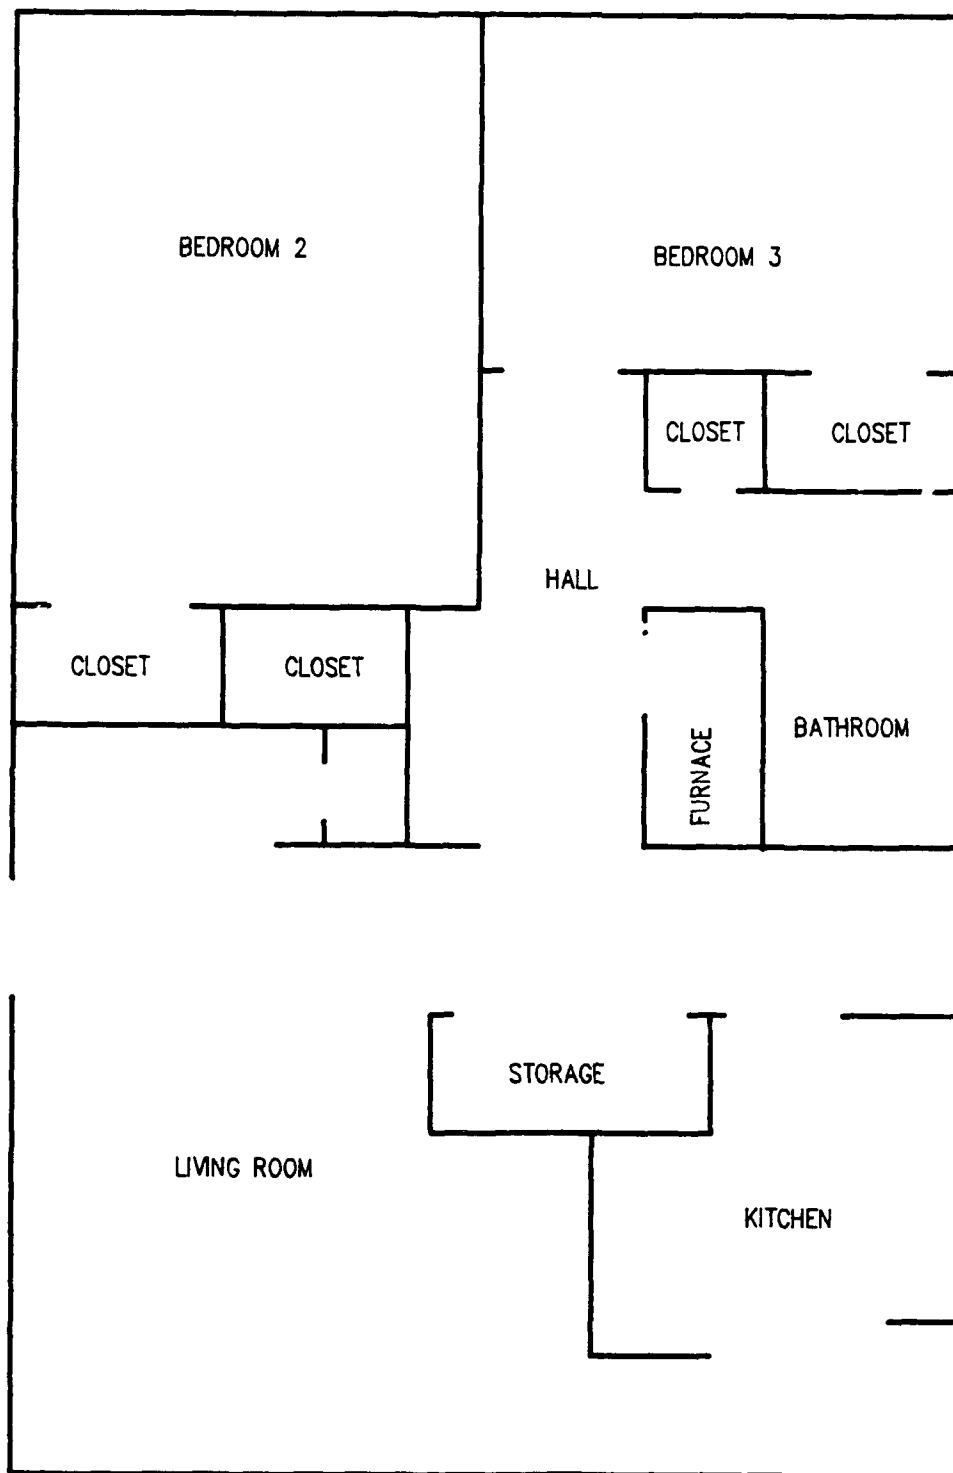 BEDROOM 2
BEDROOM 3
CLOSET
CLOSET
HALL
CLOSET
CLOSET
BATHROOM
FURNACE
STORAGE
LIVING ROOM
KITCHEN